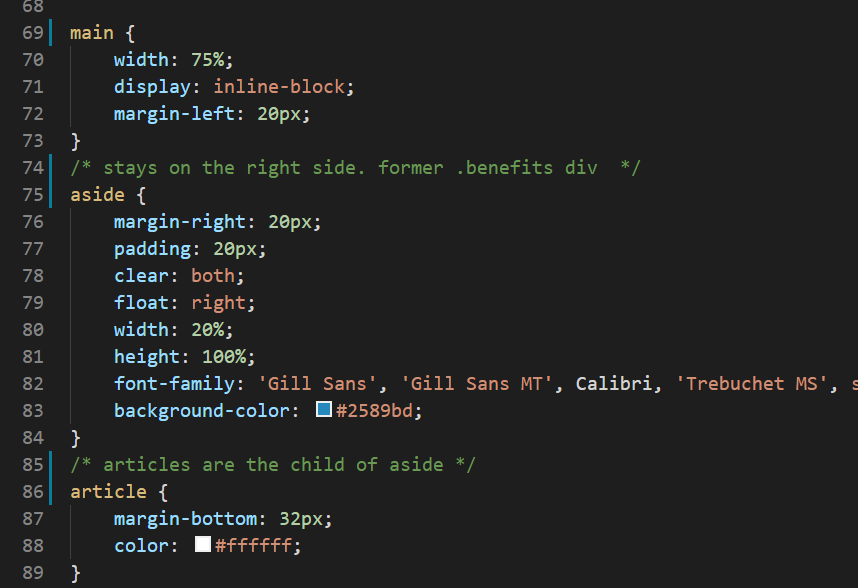 68
69 main {
70     width: 75%;
71     display: inline-block;
72     margin-left: 20px;
73 }
74 /* stays on the right side. former .benefits div  */
75 aside {
76     margin-right: 20px;
77     padding: 20px;
78     clear: both;
79     float: right;
80     width: 20%;
81     height: 100%;
82     font-family: 'Gill Sans', 'Gill Sans MT', Calibri, 'Trebuchet MS', s
83     background-color: #2589bd;
84 }
85 /* articles are the child of aside */
86 article {
87     margin-bottom: 32px;
88     color: #ffffff;
89 }